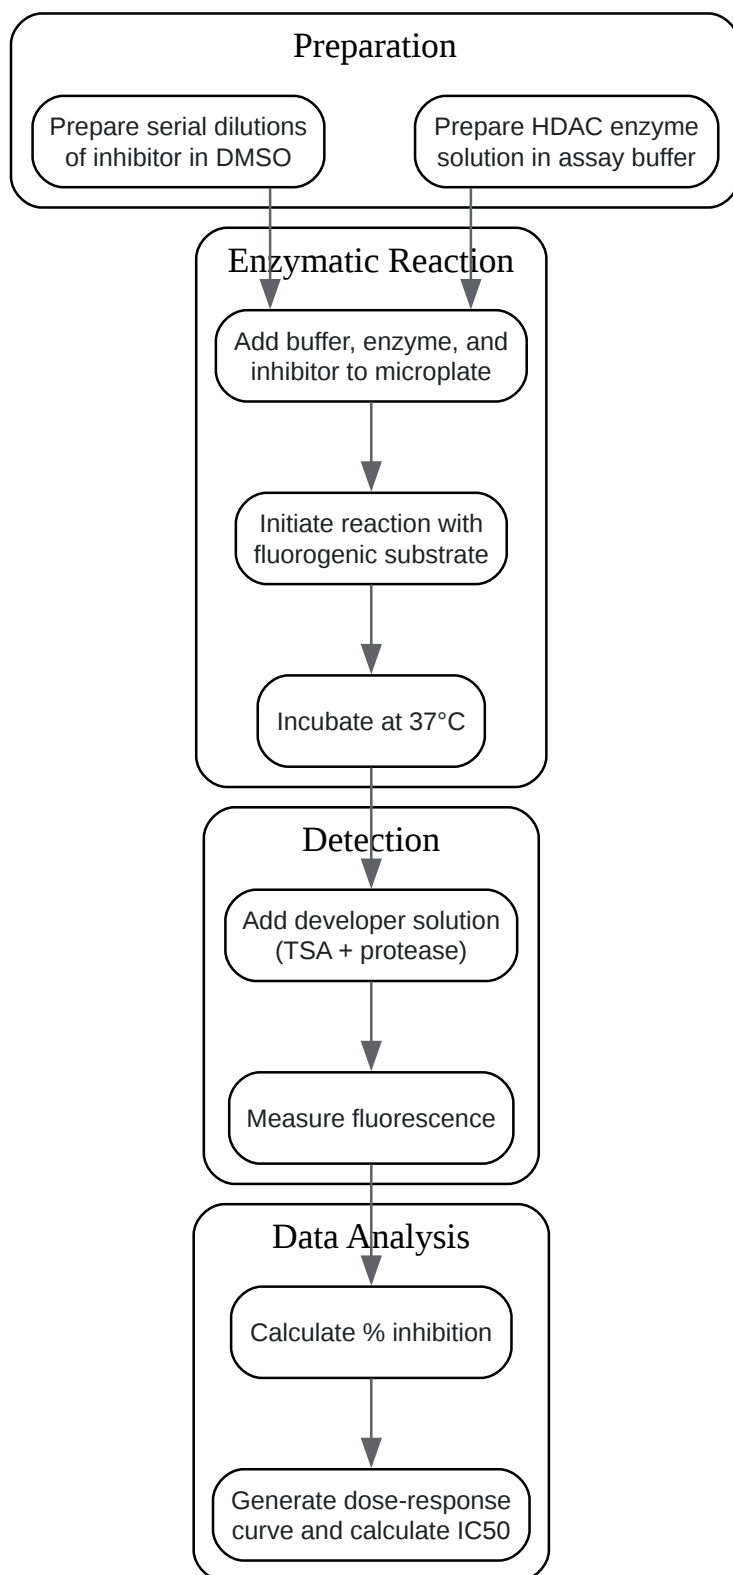 Preparation
Prepare serial dilutions
of inhibitor in DMSO
Prepare HDAC enzyme
solution in assay buffer
Enzymatic Reaction
Add buffer, enzyme, and
inhibitor to microplate
Initiate reaction with
fluorogenic substrate
Incubate at 37°C
Detection
Add developer solution
(TSA + protease)
Measure fluorescence
Data Analysis
Calculate % inhibition
Generate dose-response
curve and calculate IC50